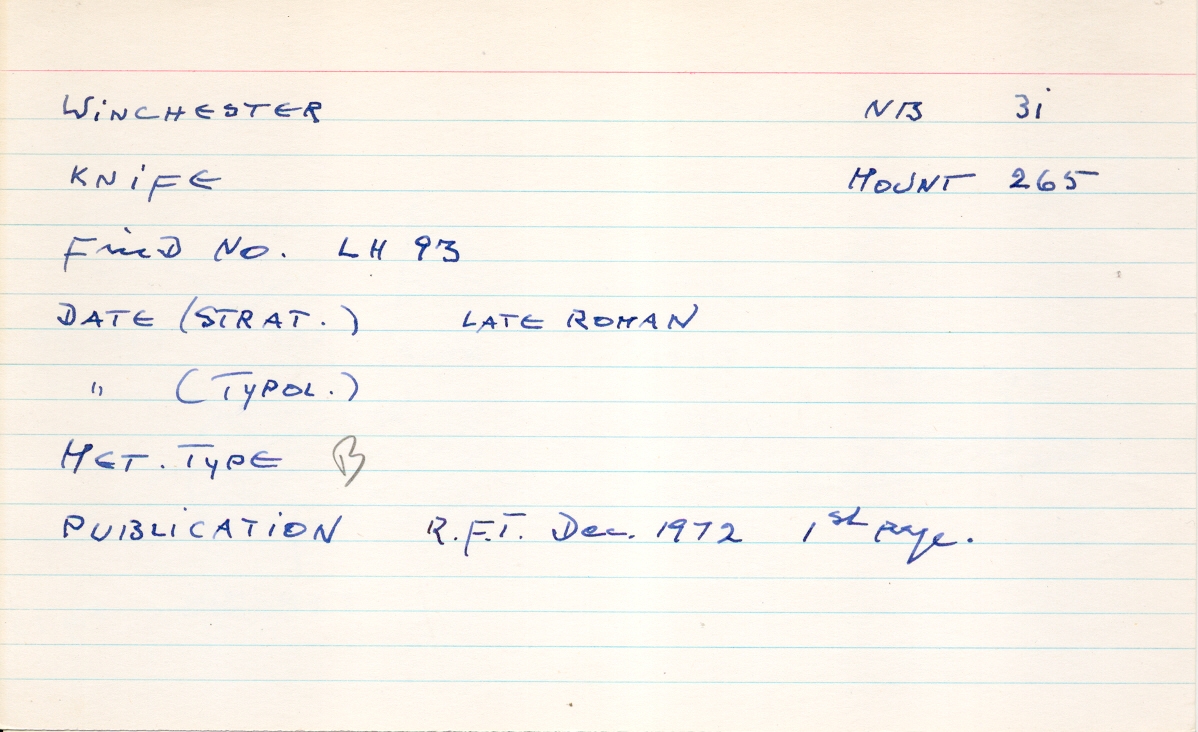 WINCHESTER NB 3i
KNIFE MOUNT 265
FinD No. LH 93
DATE (STRAT.) LATE ROMAN
" (TYPOL.)
MET. TYPE B
PUBLICATION R.F.T. Dec. 1972 1st page.